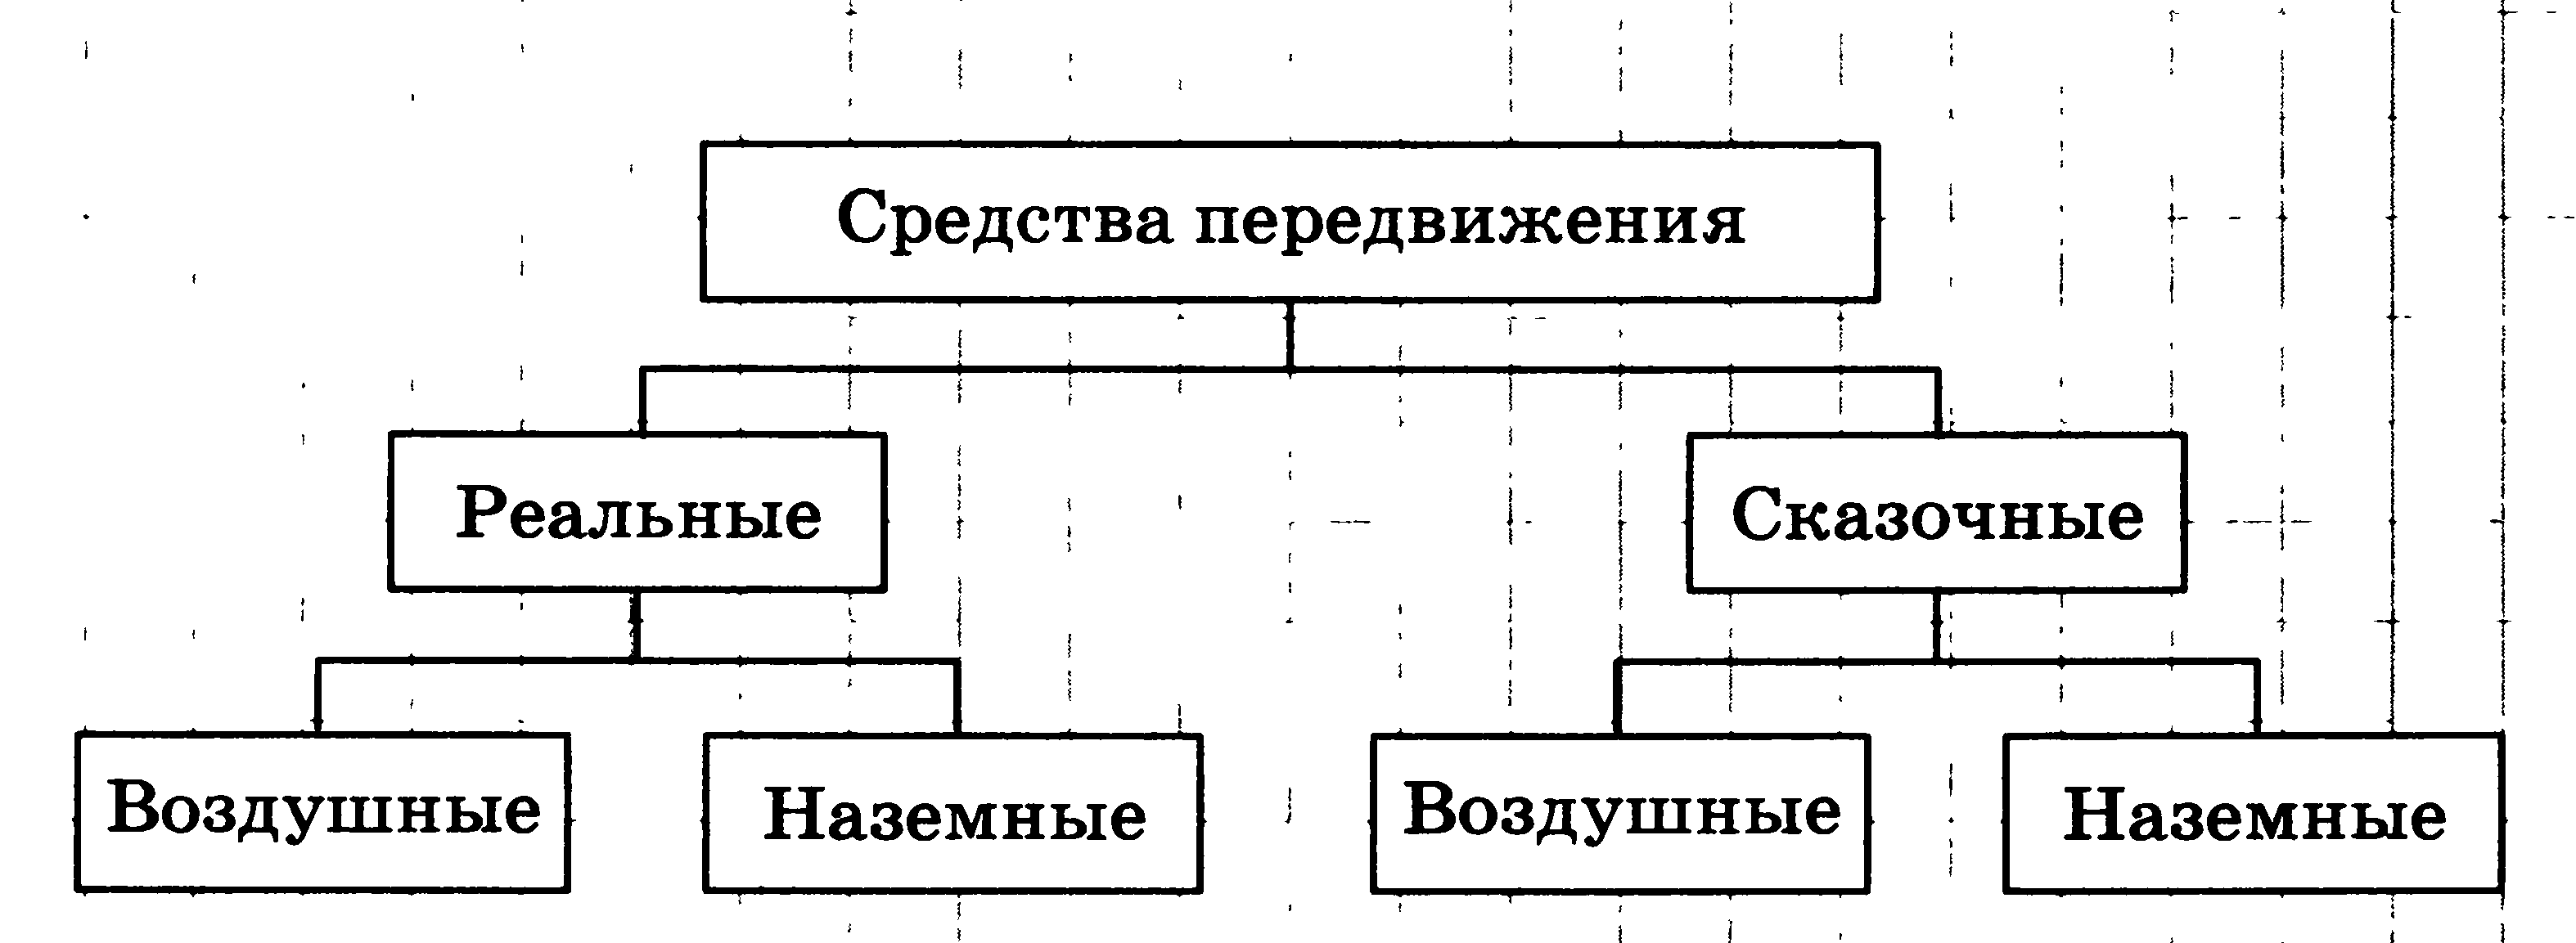 Средства передвижения
Реальные
Сказочные
Воздушные
Наземные
Воздушные
Наземные